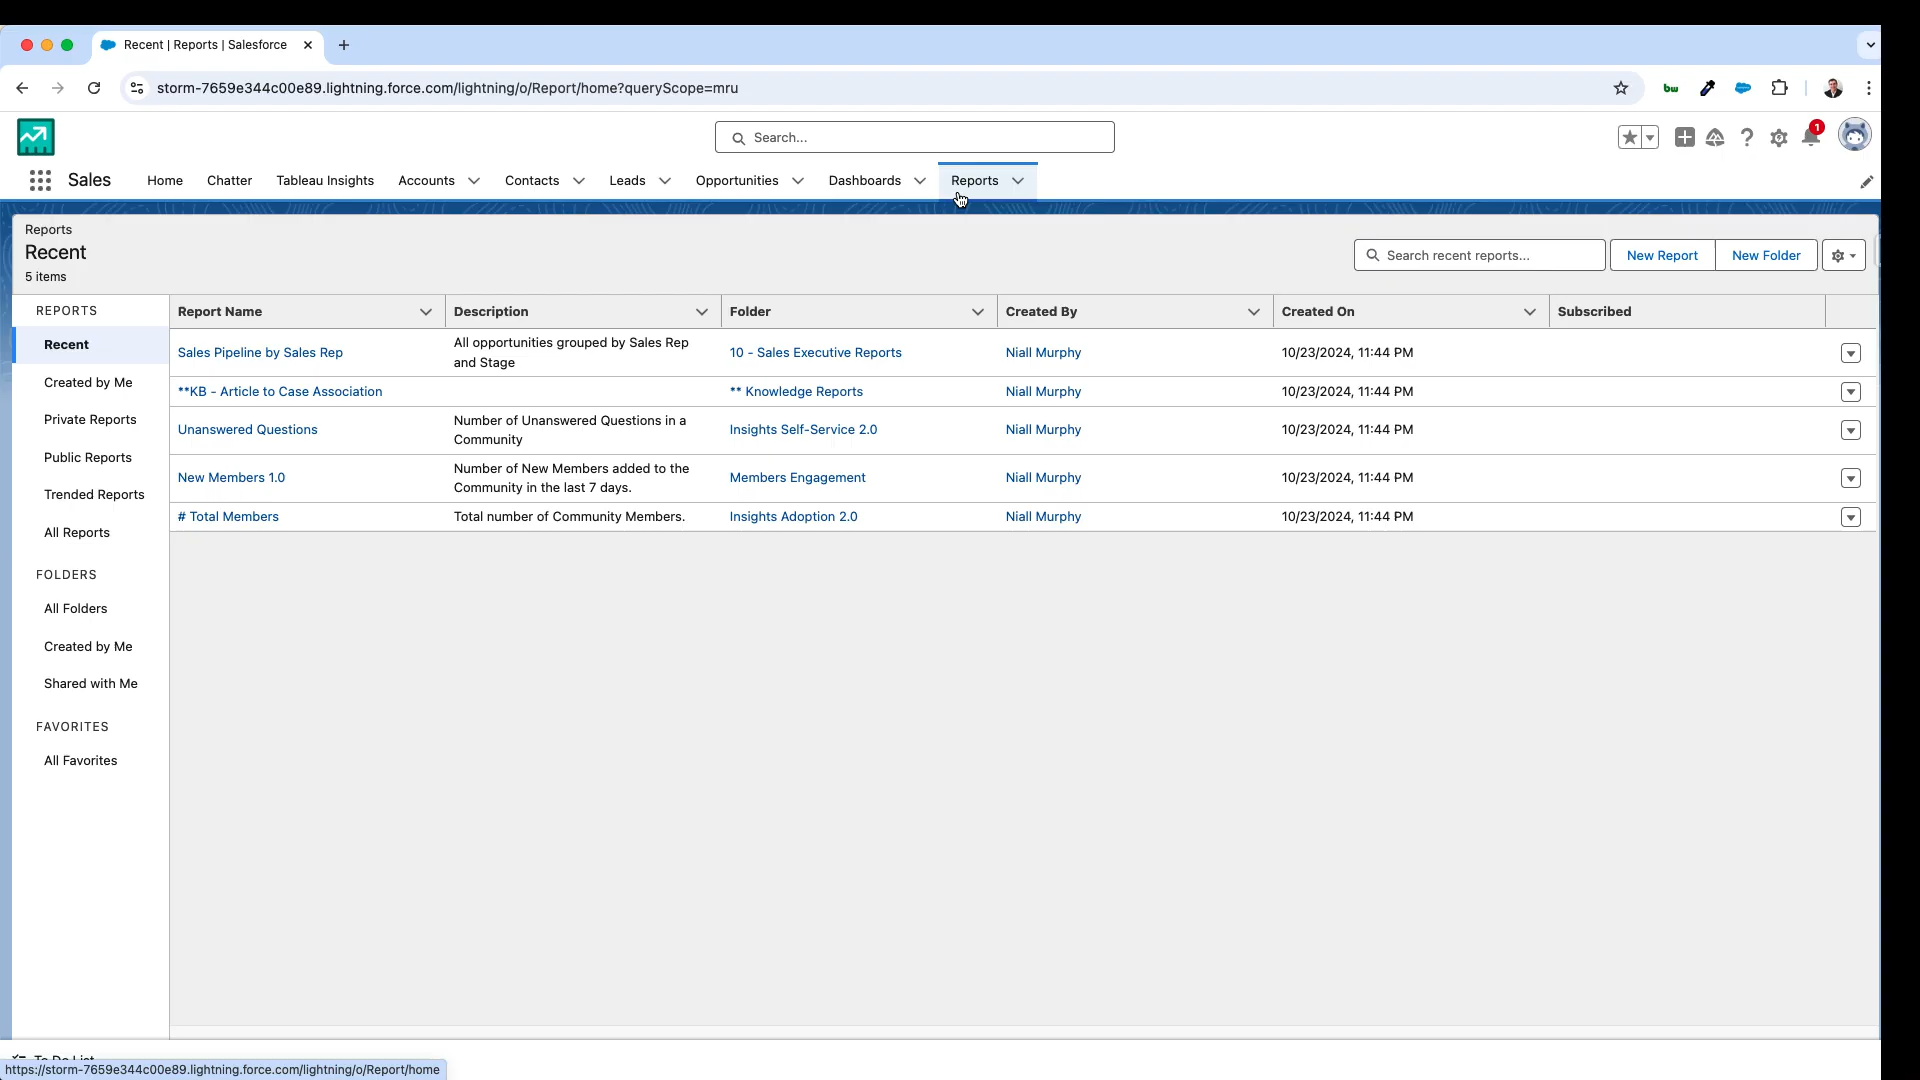 Recent | Reports | Salesforce
storm-7659e344c00e89.lightning.force.com/lightning/o/Report/home?queryScope=mru
bw
Search...
1
Sales
Home
Chatter
Tableau Insights
Accounts
Contacts
Leads
Opportunities
Dashboards
Reports
Reports
Recent
5 items
Search recent reports...
New Report
New Folder
REPORTS
Recent
Created by Me
Private Reports
Public Reports
Trended Reports
All Reports
FOLDERS
All Folders
Created by Me
Shared with Me
FAVORITES
All Favorites
Report Name
Description
Folder
Created By
Created On
Subscribed
Sales Pipeline by Sales Rep
All opportunities grouped by Sales Rep
and Stage
10 - Sales Executive Reports
Niall Murphy
10/23/2024, 11:44 PM
**KB - Article to Case Association
** Knowledge Reports
Niall Murphy
10/23/2024, 11:44 PM
Unanswered Questions
Number of Unanswered Questions in a
Community
Insights Self-Service 2.0
Niall Murphy
10/23/2024, 11:44 PM
New Members 1.0
Number of New Members added to the
Community in the last 7 days.
Members Engagement
Niall Murphy
10/23/2024, 11:44 PM
# Total Members
Total number of Community Members.
Insights Adoption 2.0
Niall Murphy
10/23/2024, 11:44 PM
To Do List
https://storm-7659e344c00e89.lightning.force.com/lightning/o/Report/home